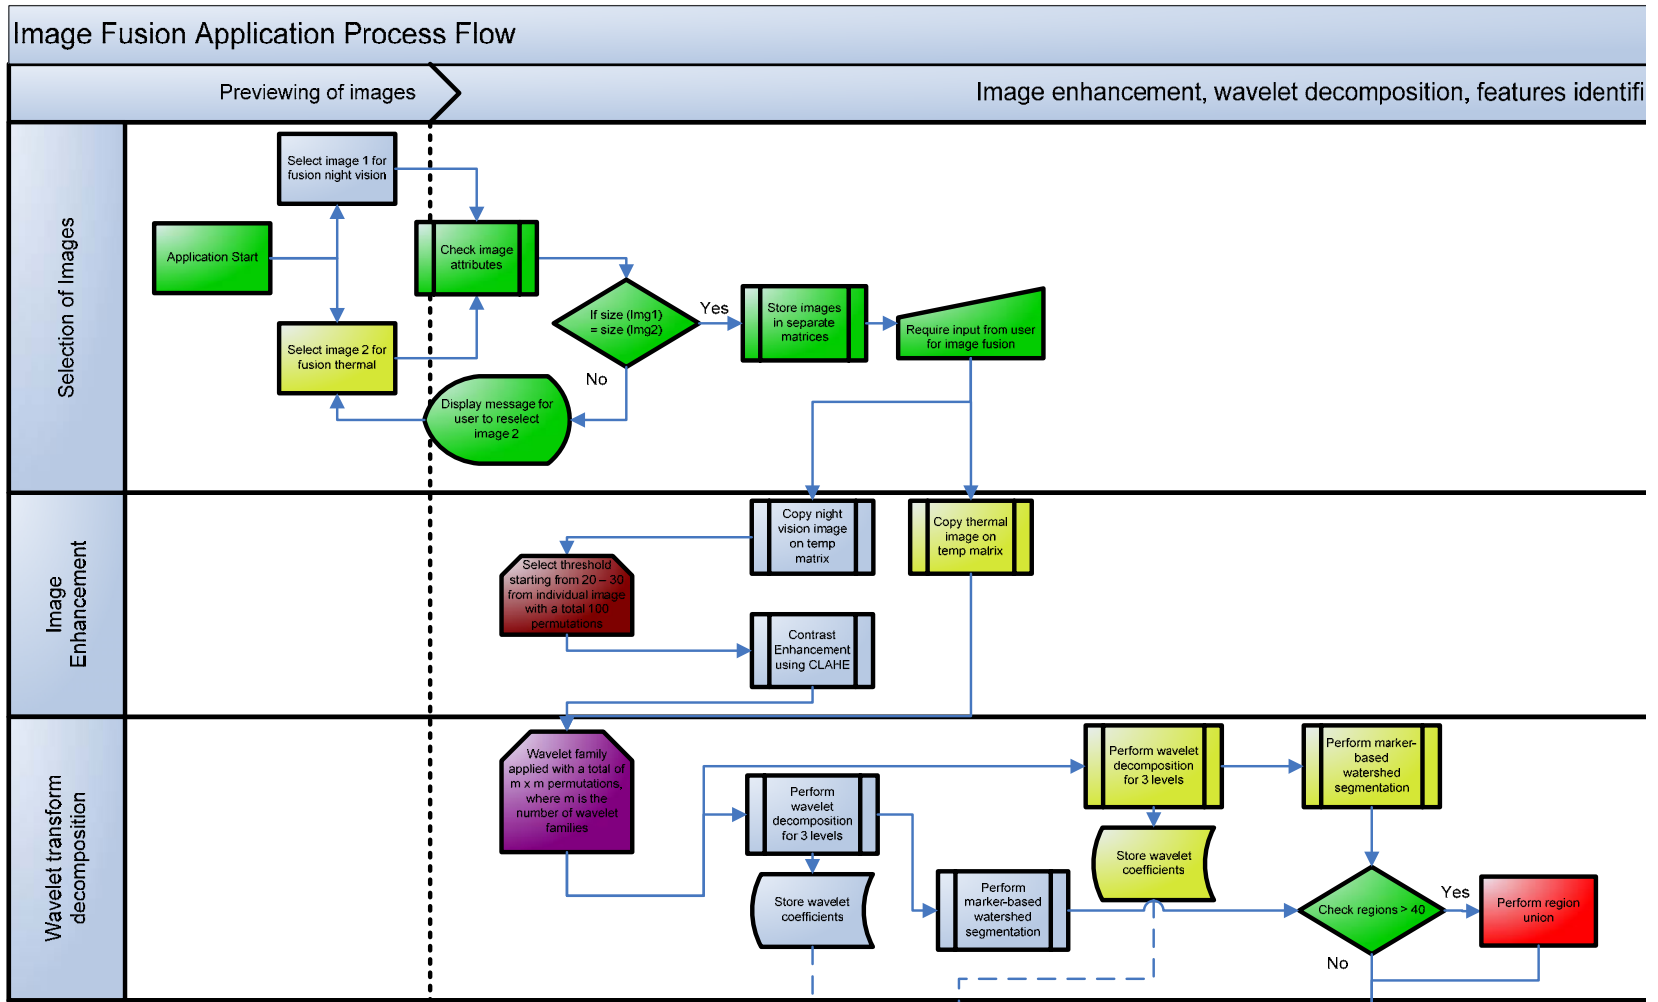 Image Fusion Application Process Flow
Previewing of images
Image enhancement, wavelet decomposition, features identifi
Selection of Images
Select image 1 for
fusion night vision
Application Start
Check image
attributes
Select image 2 for
fusion thermal
If size (Img1)
= size (Img2)
Yes
No
Store images
in separate
matrices
Require input from user
for image fusion
Display message for
user to reselect
image 2
Image
Enhancement
Copy night
vision image
on temp
matrix
Copy thermal
image on
temp matrix
Select threshold
starting from 20 – 30
from individual image
with a total 100
permutations
Contrast
Enhancement
using CLAHE
Wavelet transform
decomposition
Wavelet family
applied with a total of
m x m permutations,
where m is the
number of wavelet
families
Perform
wavelet
decomposition
for 3 levels
Store wavelet
coefficients
Perform
marker-based
watershed
segmentation
Perform wavelet
decomposition
for 3 levels
Store wavelet
coefficients
Perform marker-
based
watershed
segmentation
Check regions > 40
Yes
No
Perform region
union